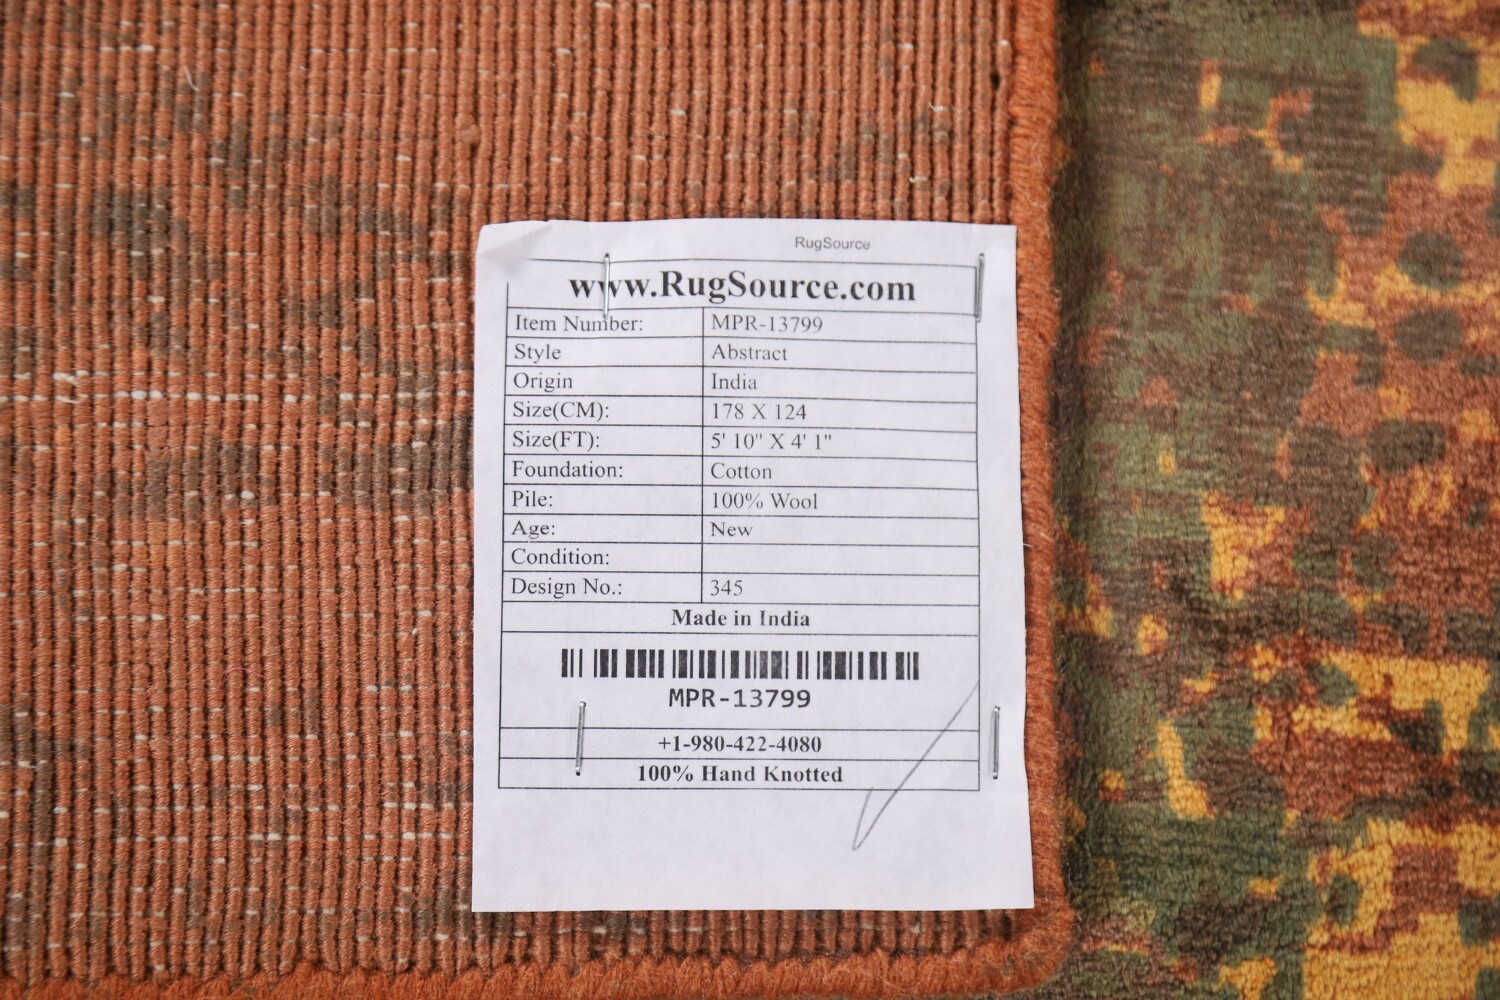 RugSource
www.RugSource.com
Item Number: MPR-13799
Style Abstract
Origin India
Size(CM): 178 X 124
Size(FT): 5' 10" X 4' 1"
Foundation: Cotton
Pile: 100% Wool
Age: New
Condition:
Design No.: 345
Made in India
MPR-13799
+1-980-422-4080
100% Hand Knotted